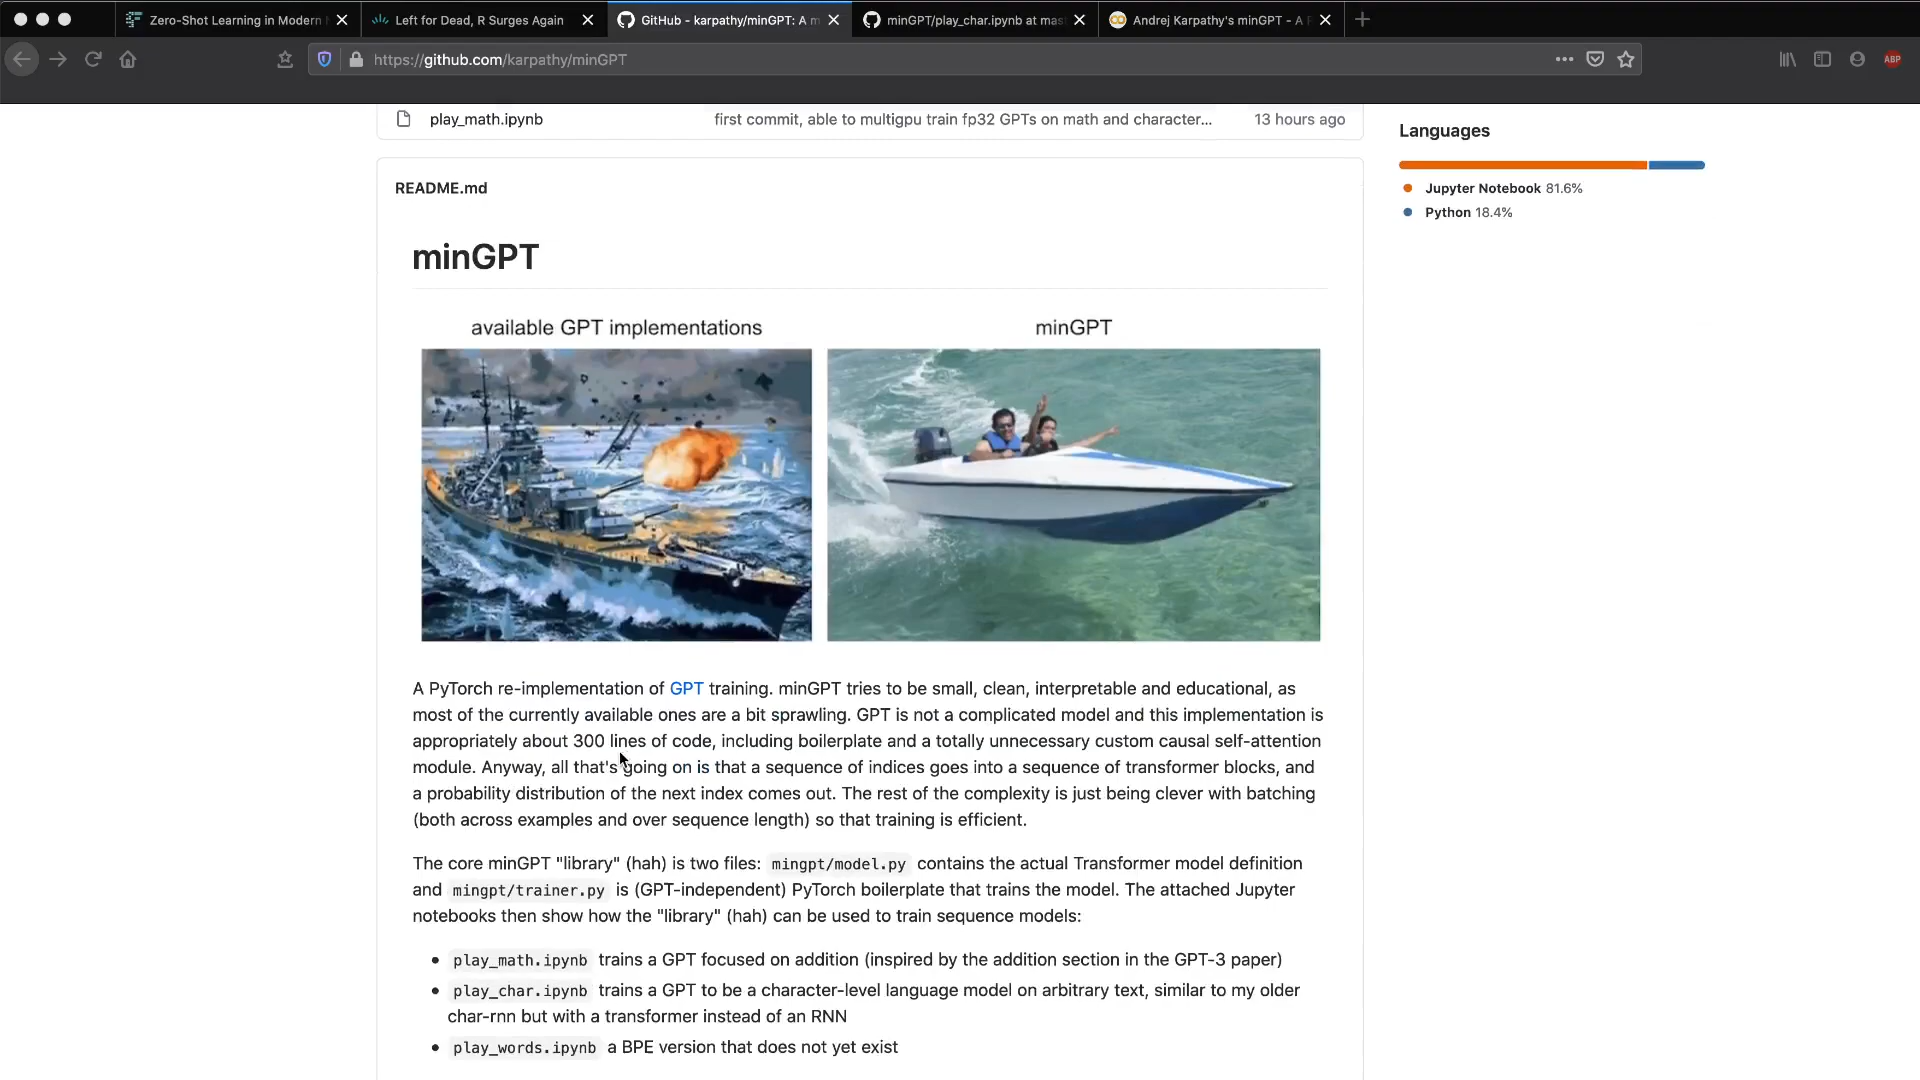 Zero-Shot Learning in Modern
Left for Dead, R Surges Again
GitHub - karpathy/minGPT: A m
minGPT/play_char.ipynb at mas
Andrej Karpathy's minGPT - A
https://github.com/karpathy/minGPT
ABP
play_math.ipynb first commit, able to multigpu train fp32 GPTs on math and character... 13 hours ago
Languages
Jupyter Notebook 81.6%
Python 18.4%
README.md
minGPT
available GPT implementations
minGPT
A PyTorch re-implementation of GPT training. minGPT tries to be small, clean, interpretable and educational, as
most of the currently available ones are a bit sprawling. GPT is not a complicated model and this implementation is
appropriately about 300 lines of code, including boilerplate and a totally unnecessary custom causal self-attention
module. Anyway, all that's going on is that a sequence of indices goes into a sequence of transformer blocks, and
a probability distribution of the next index comes out. The rest of the complexity is just being clever with batching
(both across examples and over sequence length) so that training is efficient.
The core minGPT "library" (hah) is two files: mingpt/model.py contains the actual Transformer model definition
and mingpt/trainer.py is (GPT-independent) PyTorch boilerplate that trains the model. The attached Jupyter
notebooks then show how the "library" (hah) can be used to train sequence models:
• play_math.ipynb trains a GPT focused on addition (inspired by the addition section in the GPT-3 paper)
• play_char.ipynb trains a GPT to be a character-level language model on arbitrary text, similar to my older
char-rnn but with a transformer instead of an RNN
• play_words.ipynb a BPE version that does not yet exist